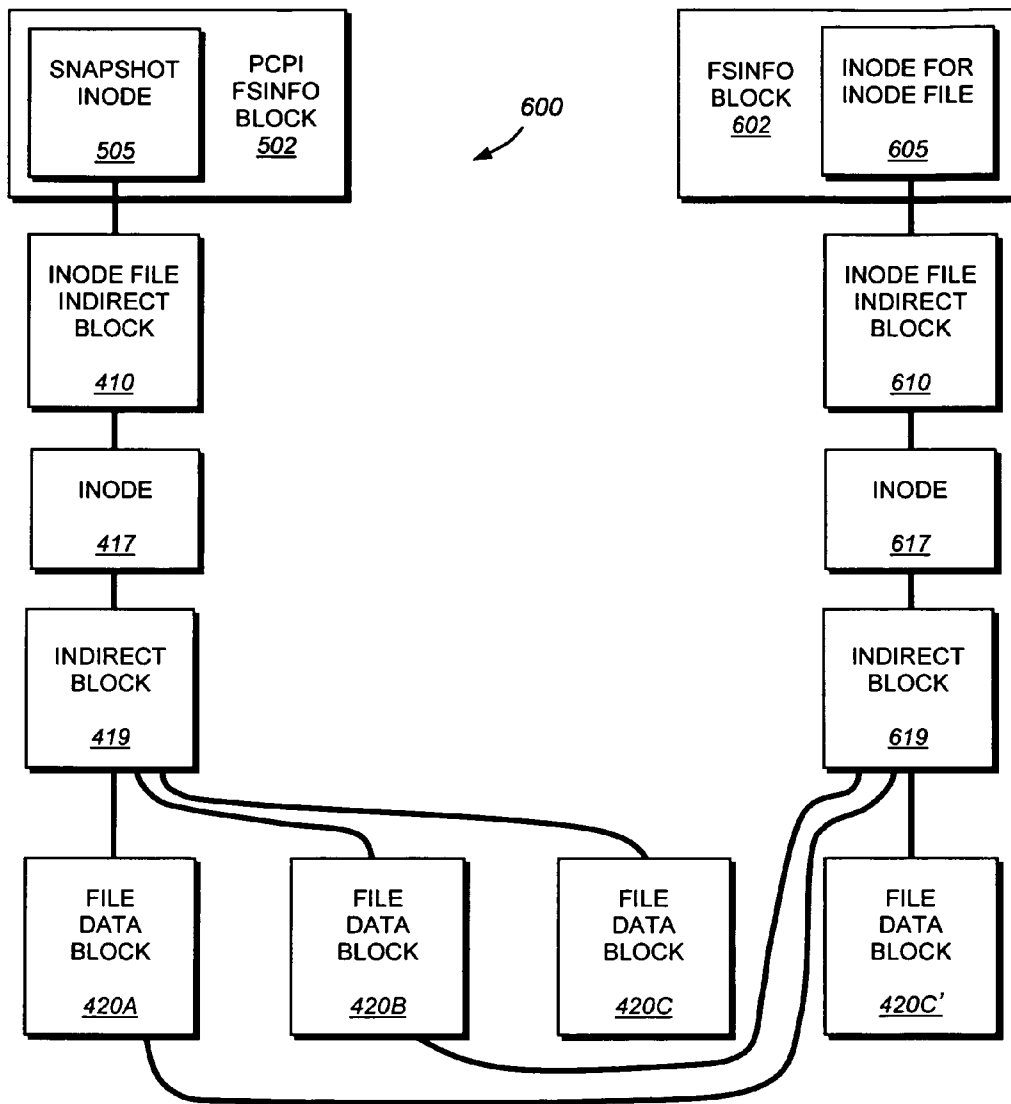 SNAPSHOT
INODE
505
PCPI
FSINFO
BLOCK
502
600
FSINFO
BLOCK
602
INODE FOR
INODE FILE
605
INODE FILE
INDIRECT
BLOCK
410
INODE FILE
INDIRECT
BLOCK
610
INODE
417
INODE
617
INDIRECT
BLOCK
419
INDIRECT
BLOCK
619
FILE
DATA
BLOCK
420A
FILE
DATA
BLOCK
420B
FILE
DATA
BLOCK
420C
FILE
DATA
BLOCK
420C'